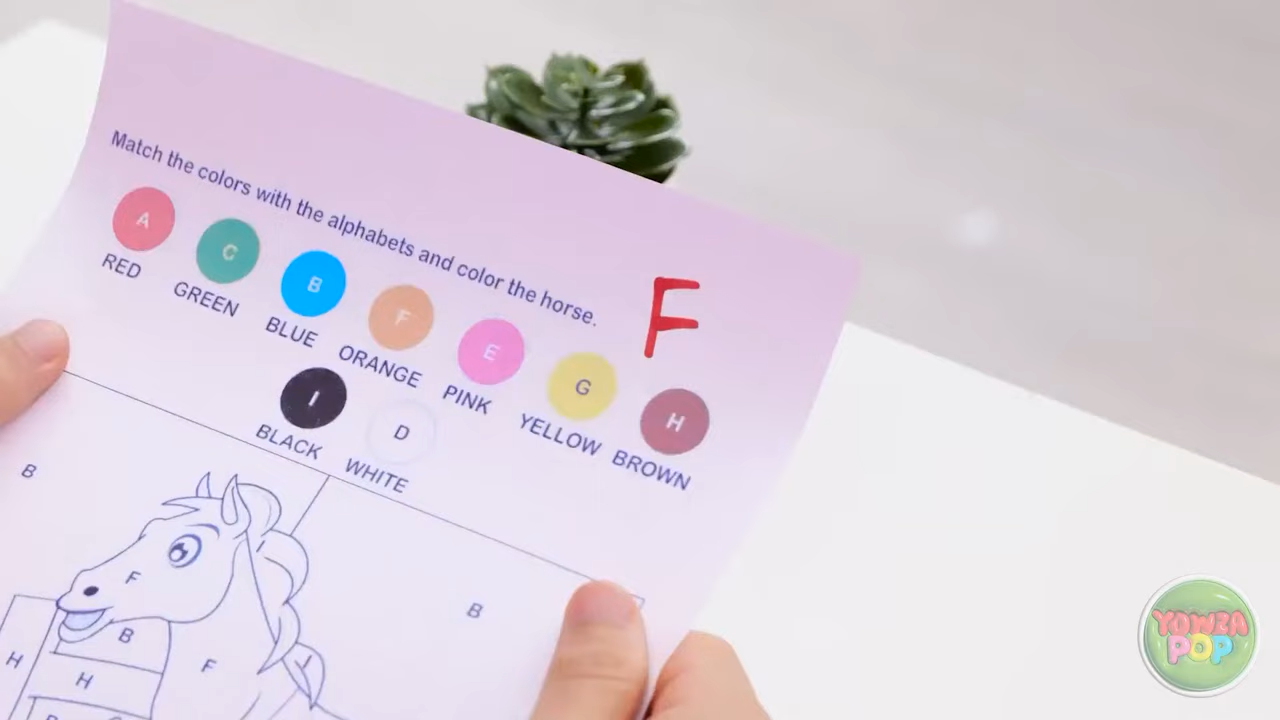 Match the colors with the alphabets and color the horse.
F
A C B F E G H
RED GREEN BLUE ORANGE PINK YELLOW BROWN
I D
BLACK WHITE
B
I
F
B
B
F
I
H
H
YOWZA
POP